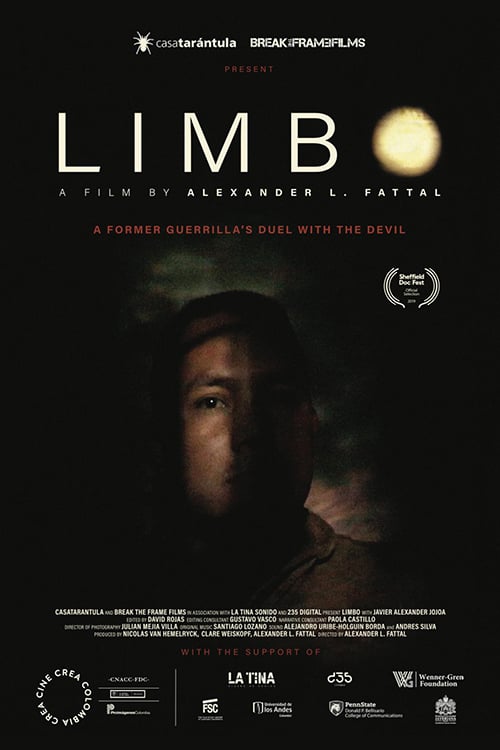 casatarántula BREAK THE FRAME FILMS
PRESENT
LIMBO
A FILM BY ALEXANDER L. FATTAL
A FORMER GUERRILLA'S DUEL WITH THE DEVIL
Sheffield
Doc Fest
Official
Selection
2019
CASATARANTULA AND BREAK THE FRAME FILMS IN ASSOCIATION WITH LA TINA SONIDO AND 235 DIGITAL PRESENT LIMBO WITH JAVIER ALEXANDER JOJOA
EDITED BY DAVID ROJAS EDITING CONSULTANT GUSTAVO VASCO NARRATIVE CONSULTANT PAOLA CASTILLO
DIRECTOR OF PHOTOGRAPHY JULIAN MEJIA VILLA ORIGINAL MUSIC SANTIAGO LOZANO SOUND ALEJANDRO URIBE-HOLGUIN BORDA AND ANDRES SILVA
PRODUCED BY NICOLAS VAN HEMELRYCK, CLARE WEISKOPF, ALEXANDER L. FATTAL DIRECTED BY ALEXANDER L. FATTAL
WITH THE SUPPORT OF
CREA CINE CREA COLOMBIA
-CNACC-FDC-
Proimágenes Colombia
LA TINA
FSC
Universidad de
los Andes
Colombia
d35
PennState
Donald P. Bellisario
College of Communications
Wenner-Gren
Foundation